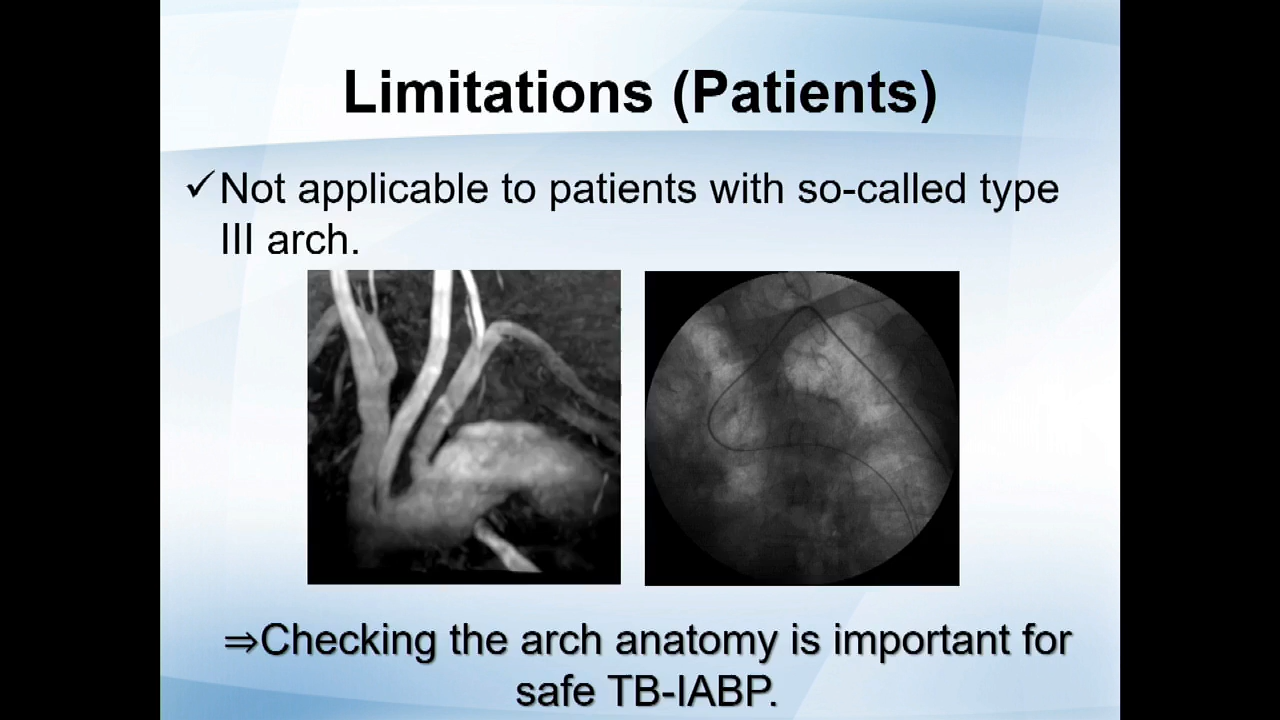 Limitations (Patients)
✓Not applicable to patients with so-called type
III arch.
⇒Checking the arch anatomy is important for
safe TB-IABP.